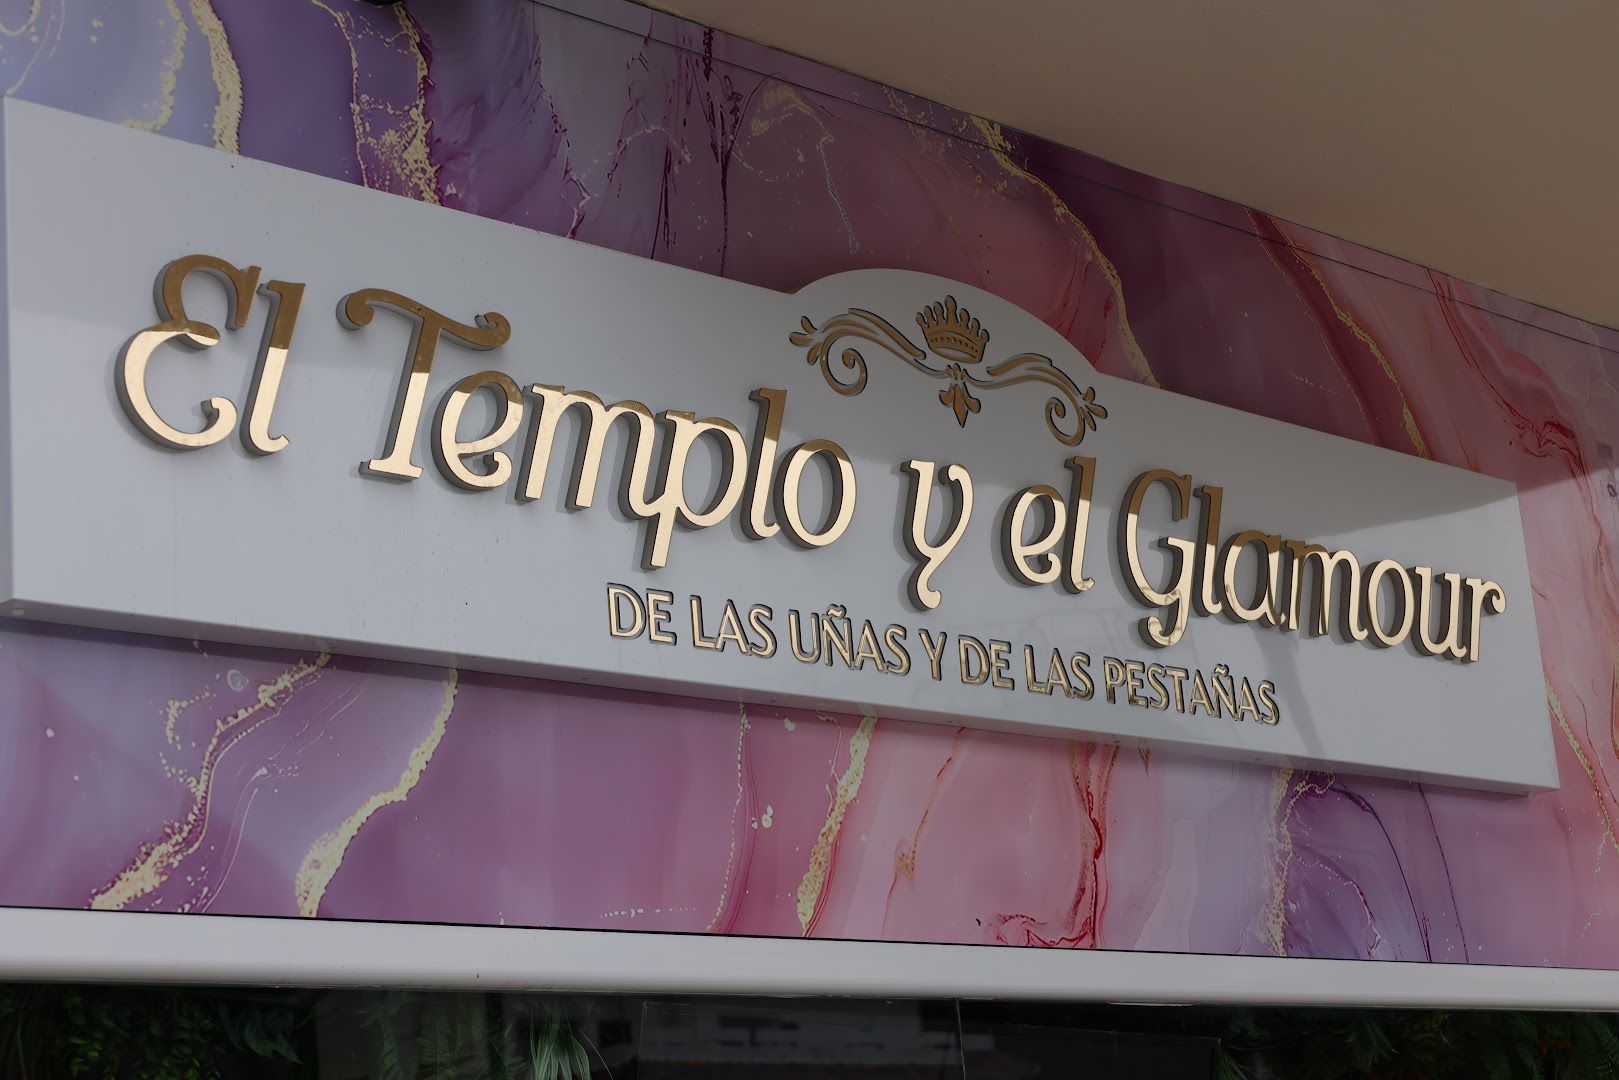 El Templo y el Glamour
DE LAS UÑAS Y DE LAS PESTAÑAS